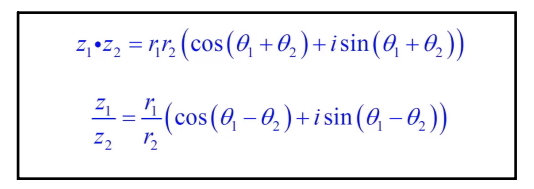 z₁•z₂ = r₁r₂(cos(θ₁ + θ₂) + i sin(θ₁ + θ₂))
z₁/z₂ = r₁/r₂(cos(θ₁ − θ₂) + i sin(θ₁ − θ₂))